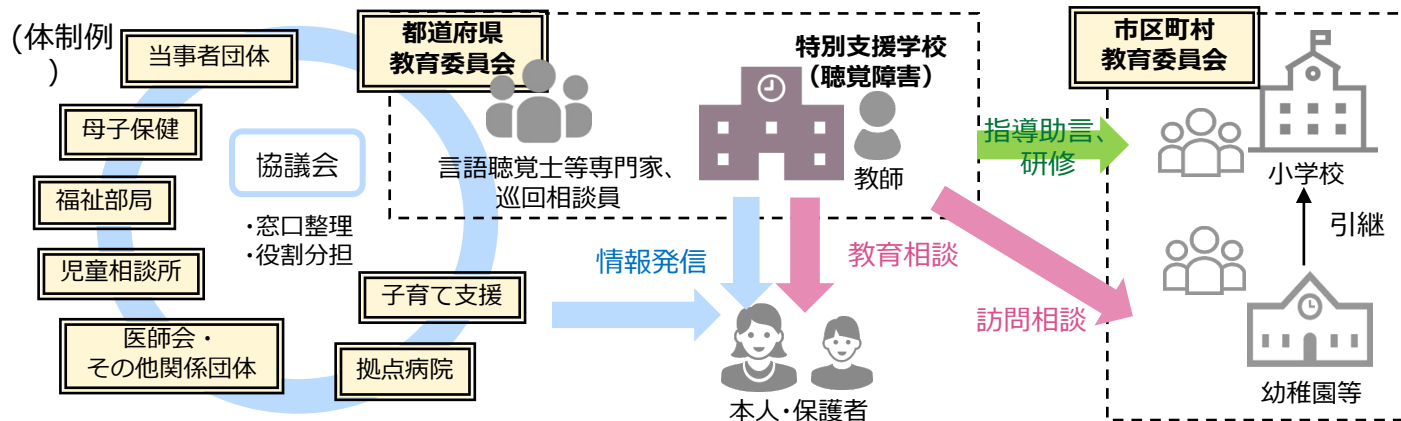 (体制例
)
当事者団体
母子保健
福祉部局
児童相談所
医師会・
その他関係団体
拠点病院
子育て支援
協議会
・窓口整理
・役割分担
都道府県
教育委員会
言語聴覚士等専門家、
巡回相談員
特別支援学校
（聴覚障害）
教師
指導助言、
研修
情報発信
教育相談
訪問相談
本人・保護者
市区町村
教育委員会
小学校
引継
幼稚園等